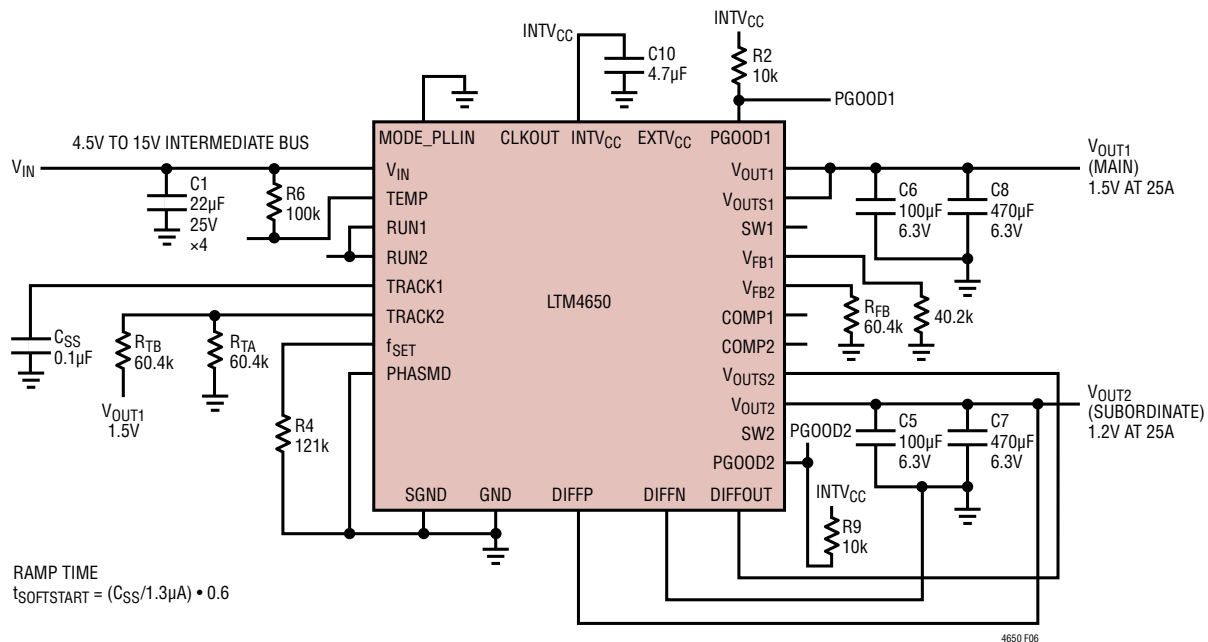 INTVCC
C10
4.7µF
INTVCC
R2
10k
PGOOD1
4.5V TO 15V INTERMEDIATE BUS
VIN
C1
22µF
25V
×4
R6
100k
MODE_PLLIN
CLKOUT
INTVCC
EXTVCC
PGOOD1
VIN
TEMP
RUN1
RUN2
TRACK1
TRACK2
fSET
PHASMD
LTM4650
VOUT1
VOUTS1
SW1
VFB1
VFB2
COMP1
COMP2
VOUTS2
VOUT2
SW2
PGOOD2
SGND
GND
DIFFP
DIFFN
DIFFOUT
C6
100µF
6.3V
C8
470µF
6.3V
VOUT1
(MAIN)
1.5V AT 25A
RFB
60.4k
40.2k
CSS
0.1µF
RTB
60.4k
RTA
60.4k
VOUT1
1.5V
R4
121k
PGOOD2
C5
100µF
6.3V
C7
470µF
6.3V
VOUT2
(SUBORDINATE)
1.2V AT 25A
INTVCC
R9
10k
RAMP TIME
tSOFTSTART = (CSS/1.3µA) • 0.6
4650 F06